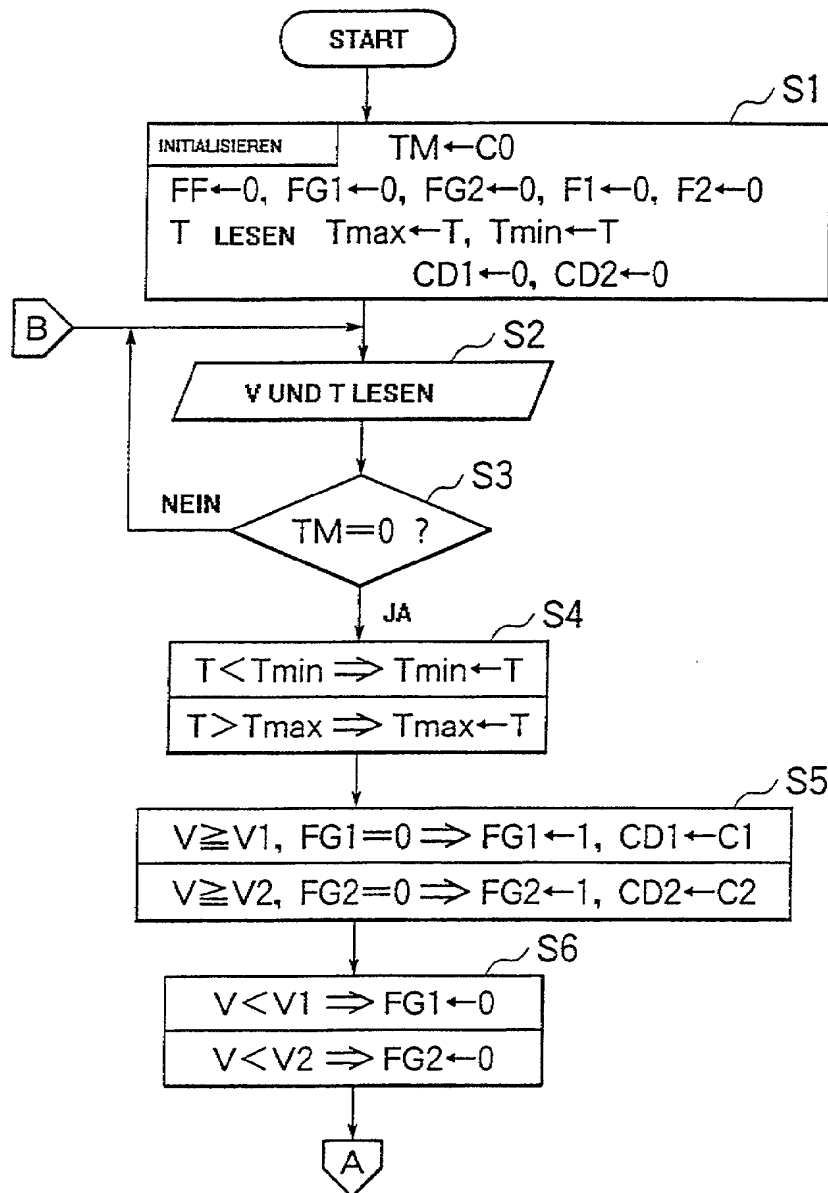 START
S1
INITIALISIEREN TM←C0
FF←0, FG1←0, FG2←0, F1←0, F2←0
T LESEN Tmax←T, Tmin←T
CD1←0, CD2←0
B
S2
V UND T LESEN
S3
NEIN
TM=0 ?
JA
S4
T<Tmin ⇒ Tmin←T
T>Tmax ⇒ Tmax←T
S5
V≧V1, FG1=0 ⇒ FG1←1, CD1←C1
V≧V2, FG2=0 ⇒ FG2←1, CD2←C2
S6
V<V1 ⇒ FG1←0
V<V2 ⇒ FG2←0
A